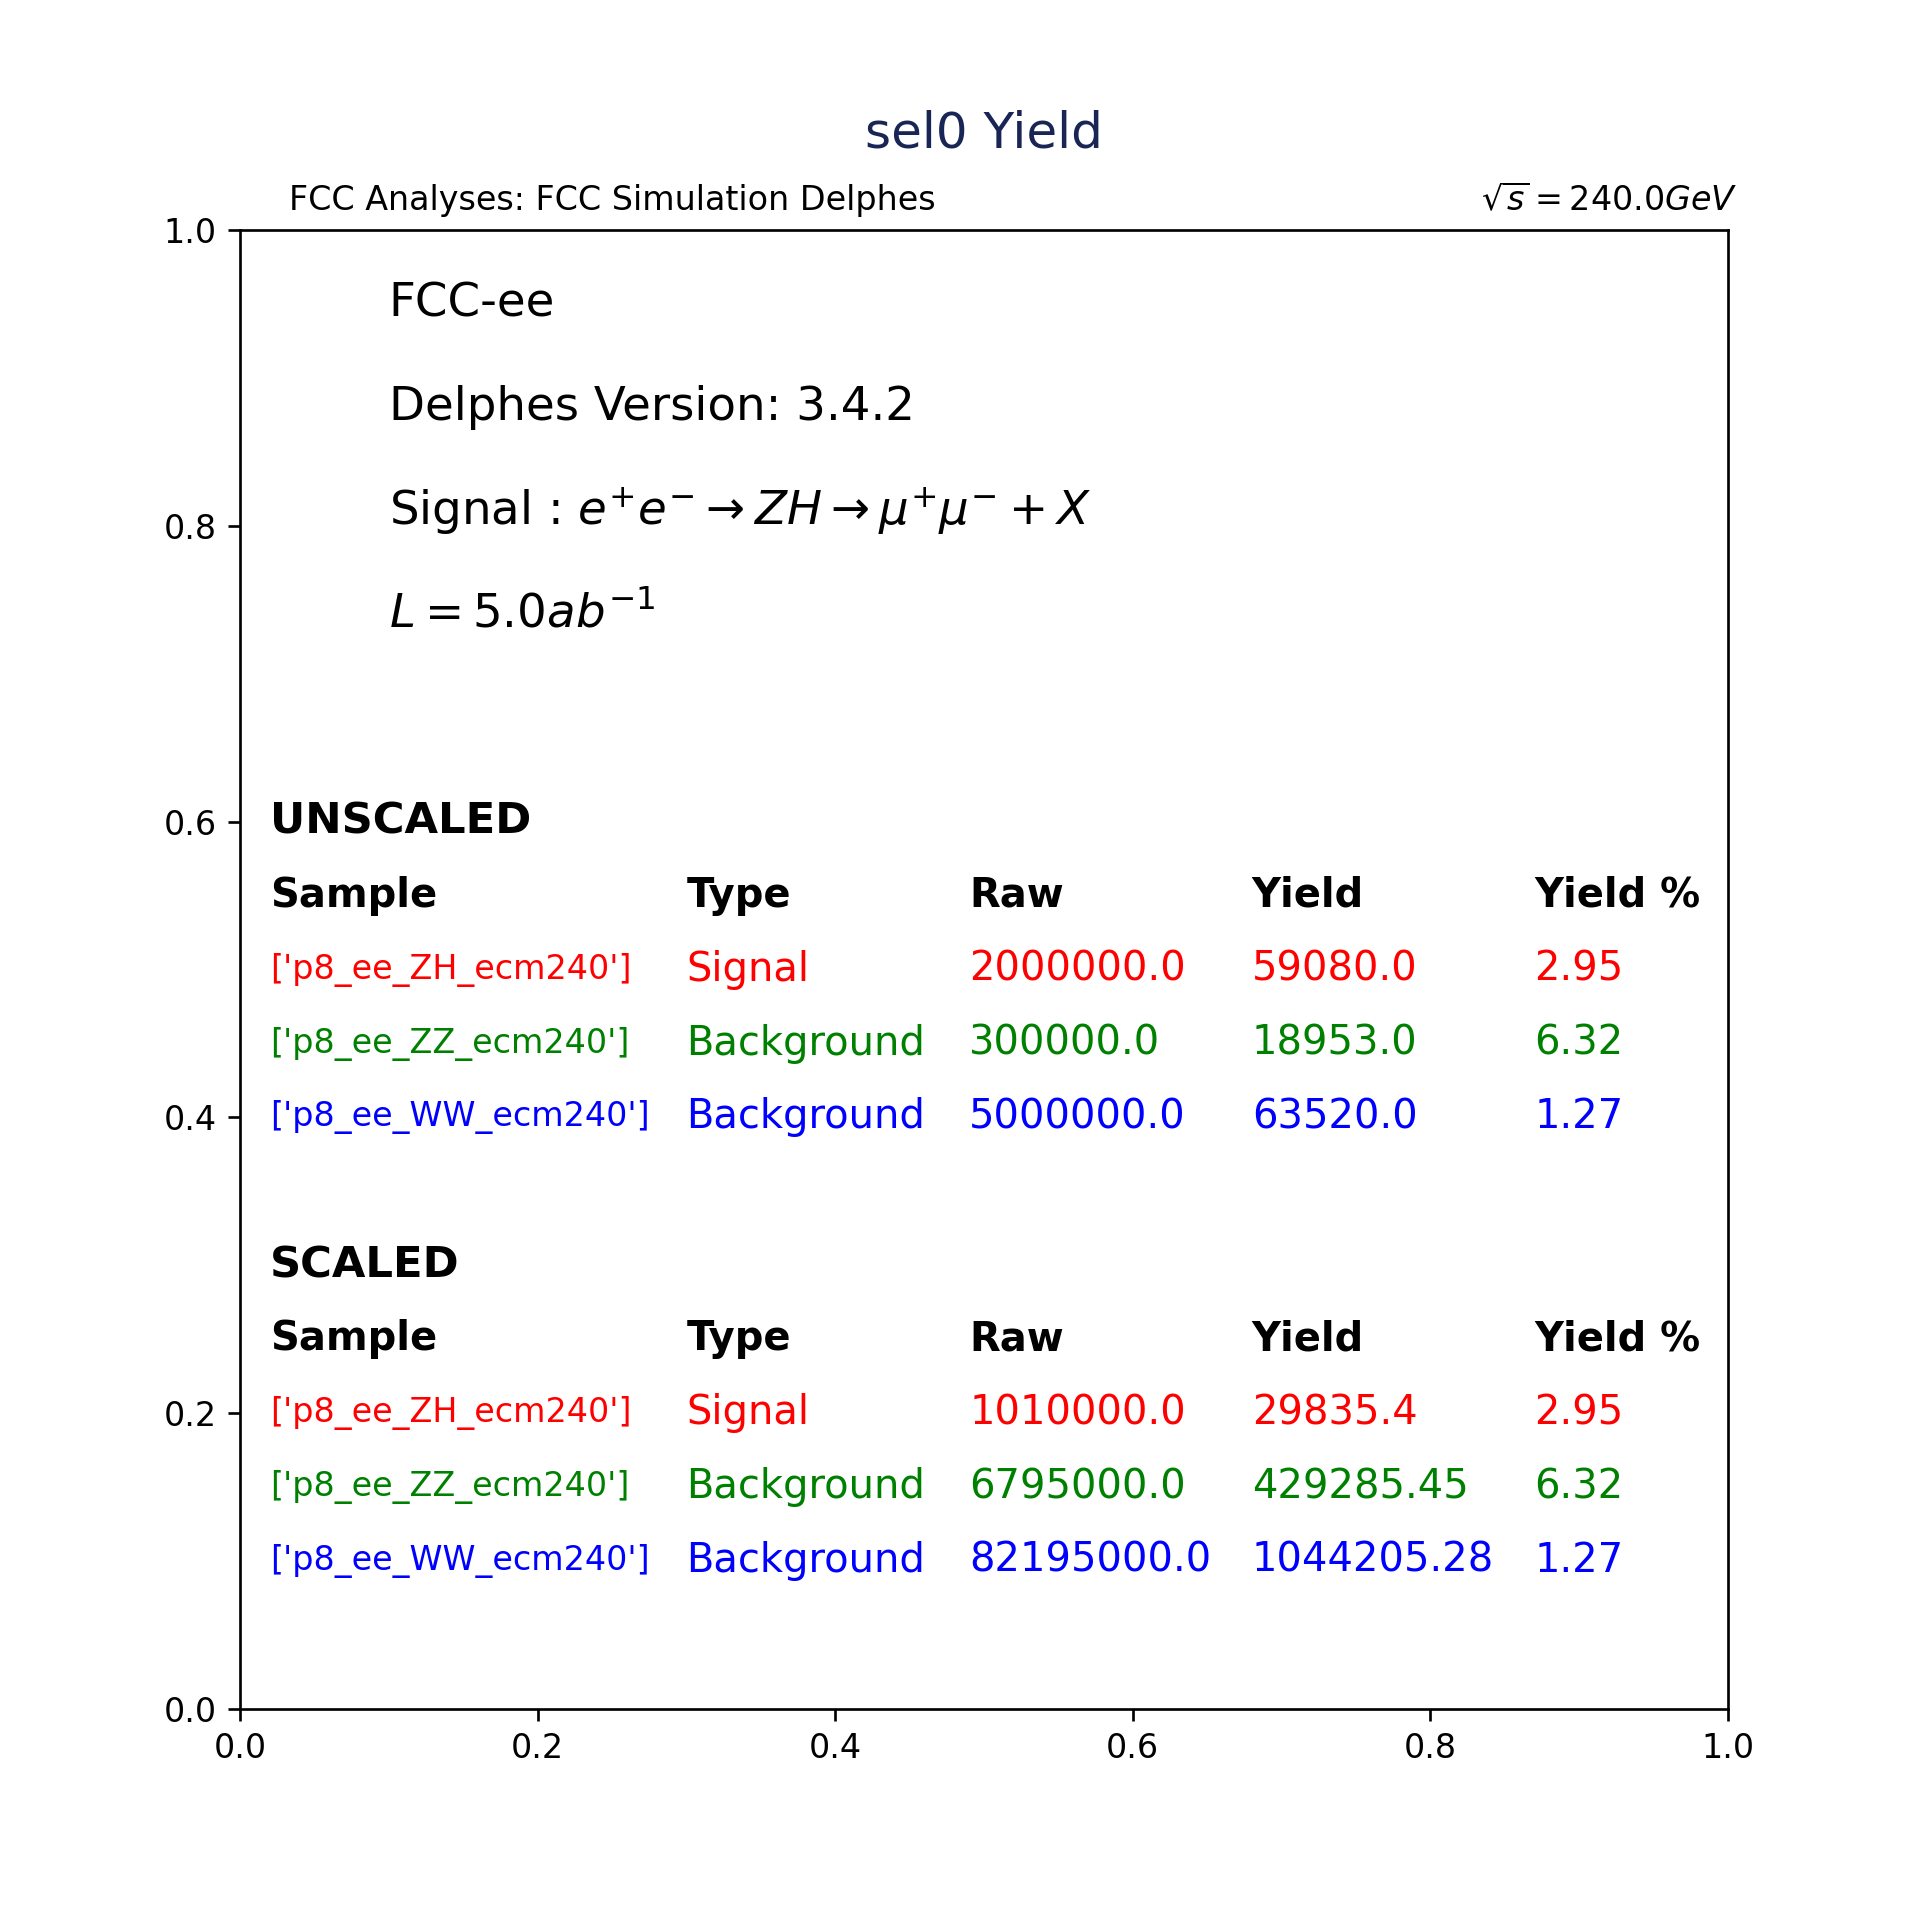 sel0 Yield
FCC Analyses: FCC Simulation Delphes √s = 240.0GeV
1.0
FCC-ee
Delphes Version: 3.4.2
Signal : e⁺e⁻ → ZH → μ⁺μ⁻ + X
0.8
L = 5.0ab⁻¹
UNSCALED
0.6
Sample Type Raw Yield Yield %
['p8_ee_ZH_ecm240'] Signal 2000000.0 59080.0 2.95
['p8_ee_ZZ_ecm240'] Background 300000.0 18953.0 6.32
0.4 ['p8_ee_WW_ecm240'] Background 5000000.0 63520.0 1.27
SCALED
Sample Type Raw Yield Yield %
0.2 ['p8_ee_ZH_ecm240'] Signal 1010000.0 29835.4 2.95
['p8_ee_ZZ_ecm240'] Background 6795000.0 429285.45 6.32
['p8_ee_WW_ecm240'] Background 82195000.0 1044205.28 1.27
0.0
0.0 0.2 0.4 0.6 0.8 1.0